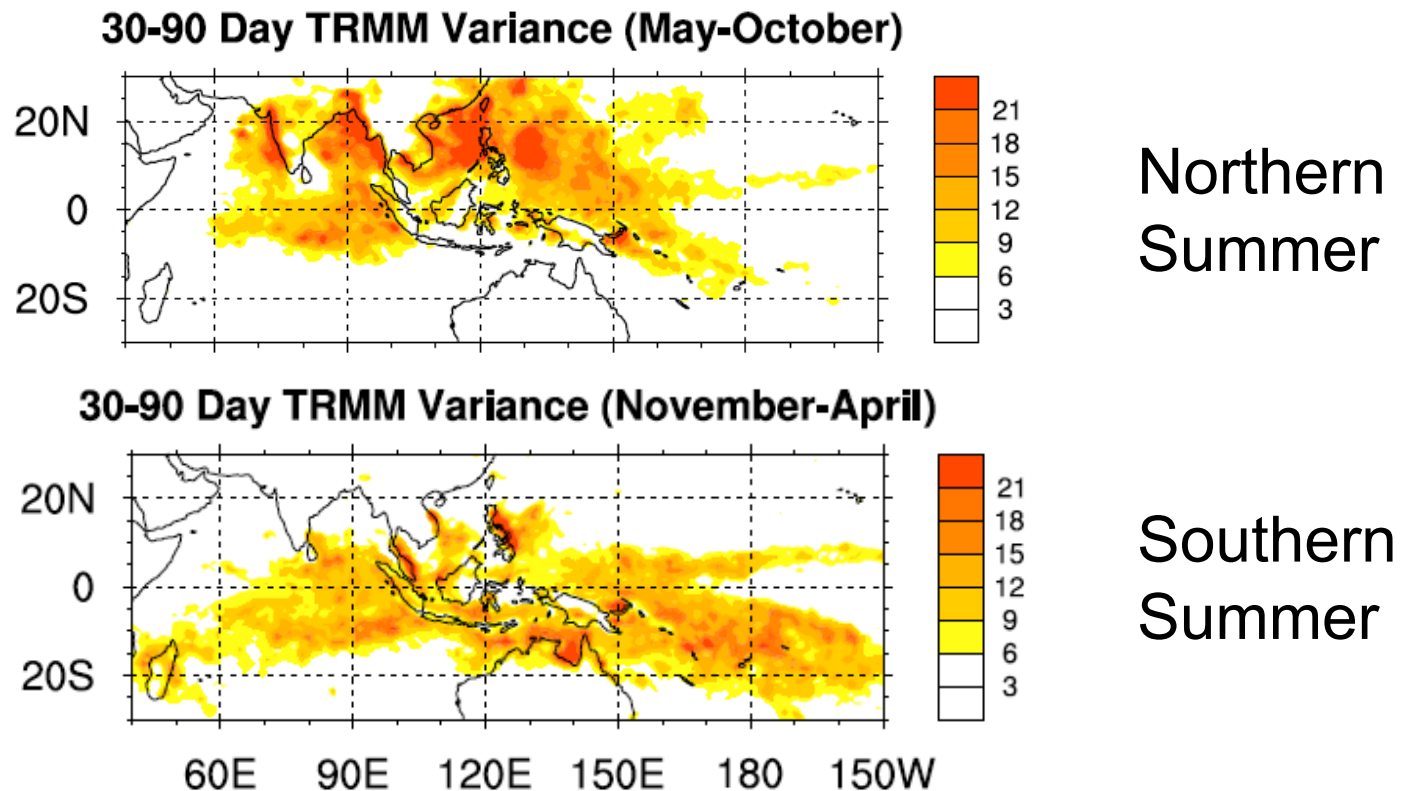 30-90 Day TRMM Variance (May-October)
20N
0
20S
21
18
15
12
9
6
3
Northern
Summer
30-90 Day TRMM Variance (November-April)
20N
0
20S
60E 90E 120E 150E 180 150W
21
18
15
12
9
6
3
Southern
Summer